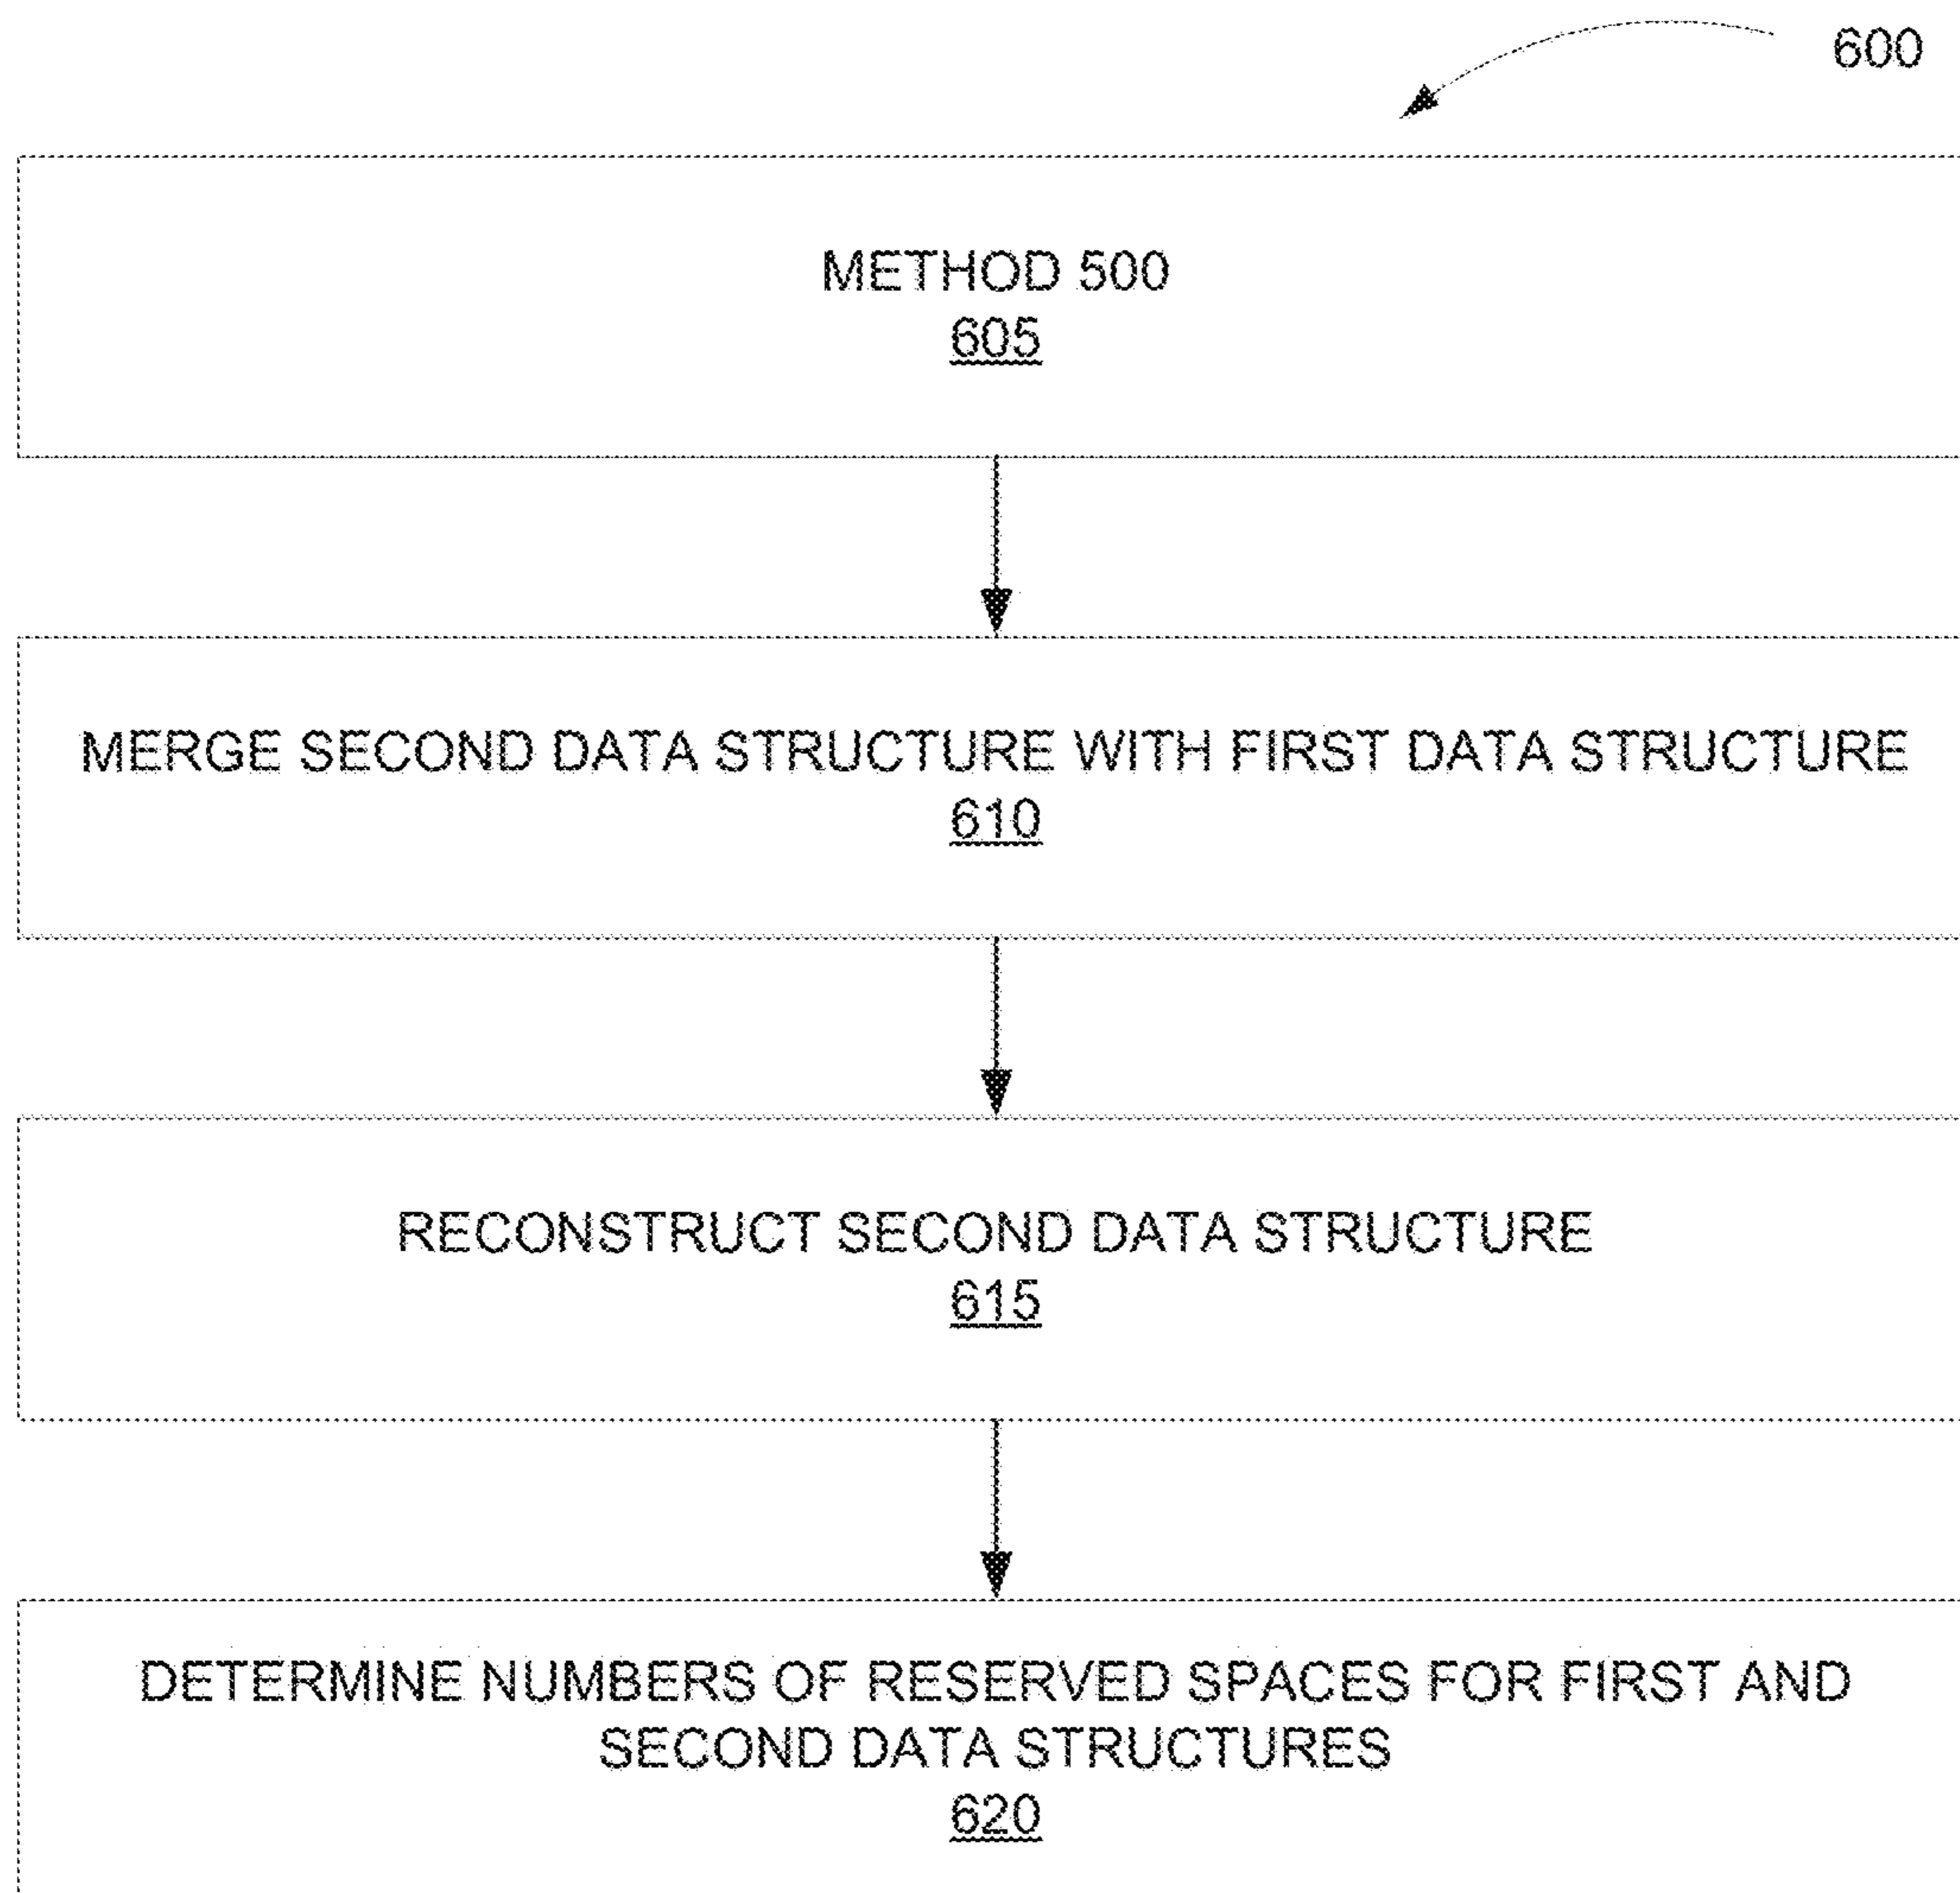 600
METHOD 500
605
MERGE SECOND DATA STRUCTURE WITH FIRST DATA STRUCTURE
610
RECONSTRUCT SECOND DATA STRUCTURE
615
DETERMINE NUMBERS OF RESERVED SPACES FOR FIRST AND
SECOND DATA STRUCTURES
620